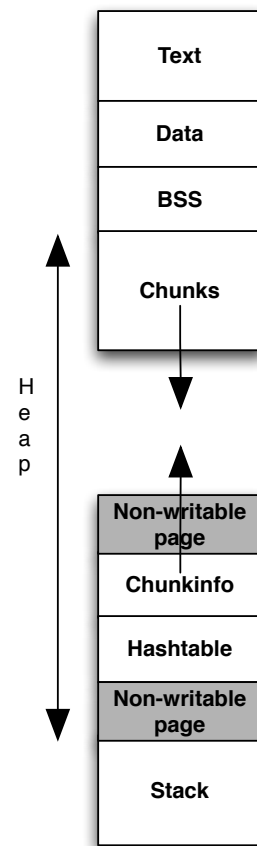 Text
Data
BSS
Chunks
H
e
a
p
Non-writable
page
Chunkinfo
Hashtable
Non-writable
page
Stack